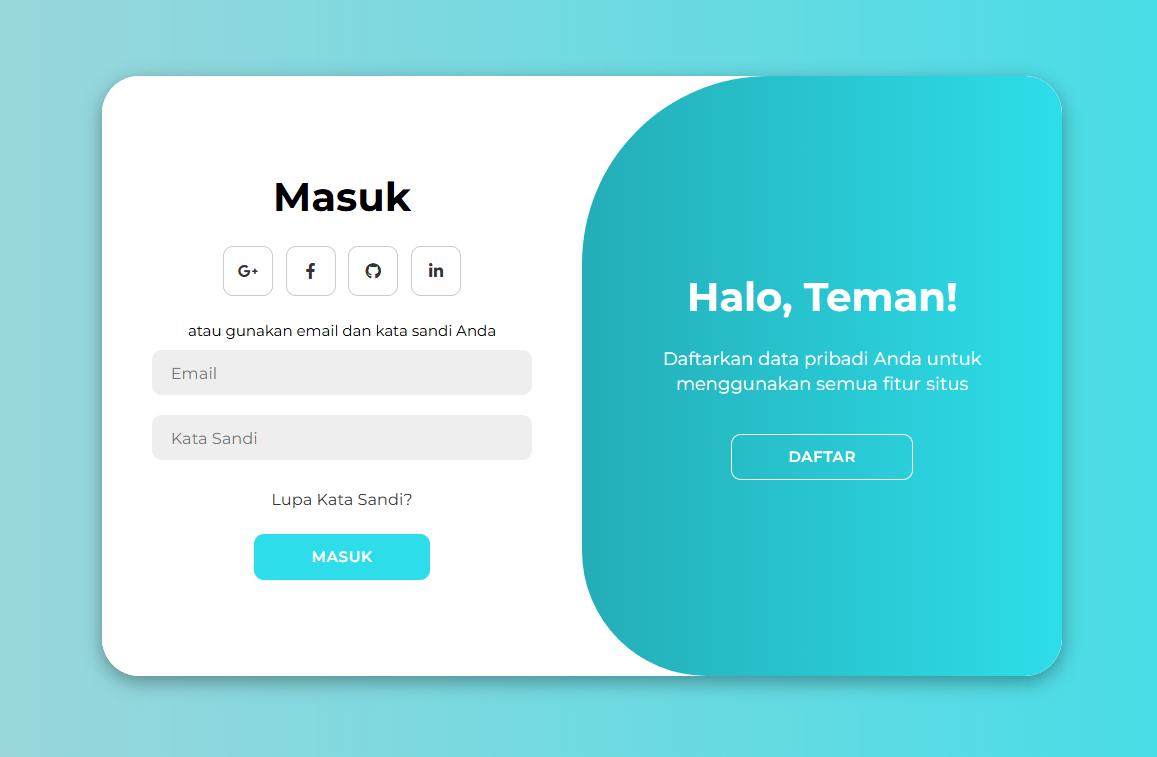 Masuk
G+ f in
atau gunakan email dan kata sandi Anda
Email
Kata Sandi
Lupa Kata Sandi?
MASUK
Halo, Teman!
Daftarkan data pribadi Anda untuk
menggunakan semua fitur situs
DAFTAR